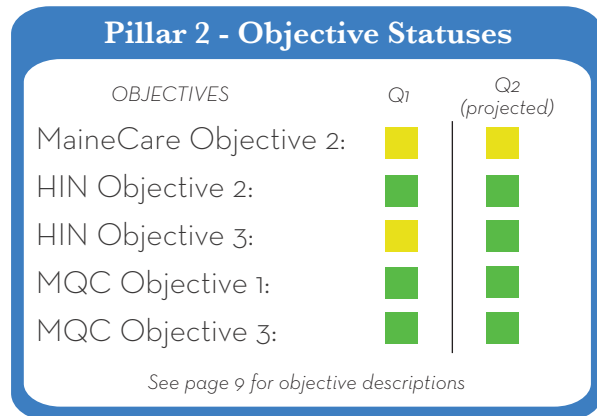 Pillar 2 - Objective Statuses
OBJECTIVES Q1 Q2
(projected)
MaineCare Objective 2:
HIN Objective 2:
HIN Objective 3:
MQC Objective 1:
MQC Objective 3:
See page 9 for objective descriptions